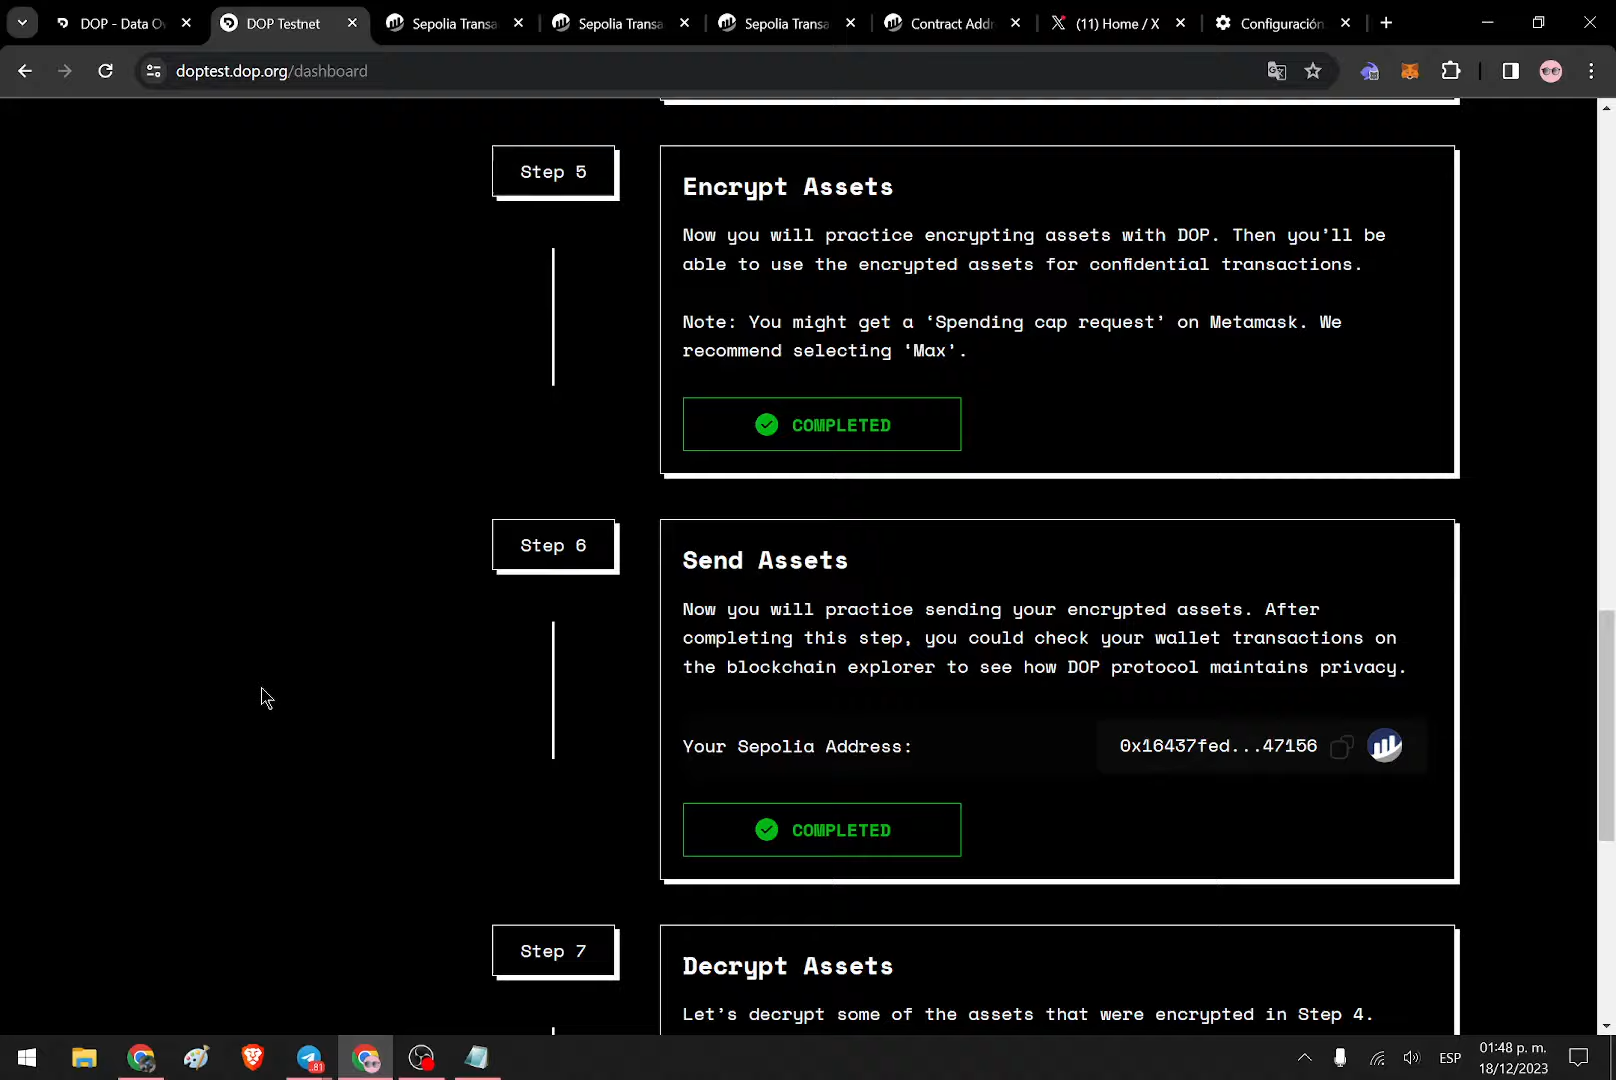 DOP - Data O
DOP Testnet
Sepolia Transa
Sepolia Transa
Sepolia Transa
Contract Addr
(11) Home / X
Configuración
doptest.dop.org/dashboard
Step 5
Encrypt Assets
Now you will practice encrypting assets with DOP. Then you’ll be
able to use the encrypted assets for confidential transactions.
Note: You might get a ‘Spending cap request’ on Metamask. We
recommend selecting ‘Max’.
COMPLETED
Step 6
Send Assets
Now you will practice sending your encrypted assets. After
completing this step, you could check your wallet transactions on
the blockchain explorer to see how DOP protocol maintains privacy.
Your Sepolia Address:
0x16437fed...47156
COMPLETED
Step 7
Decrypt Assets
Let’s decrypt some of the assets that were encrypted in Step 4.
81
ESP
01:48 p. m.
18/12/2023